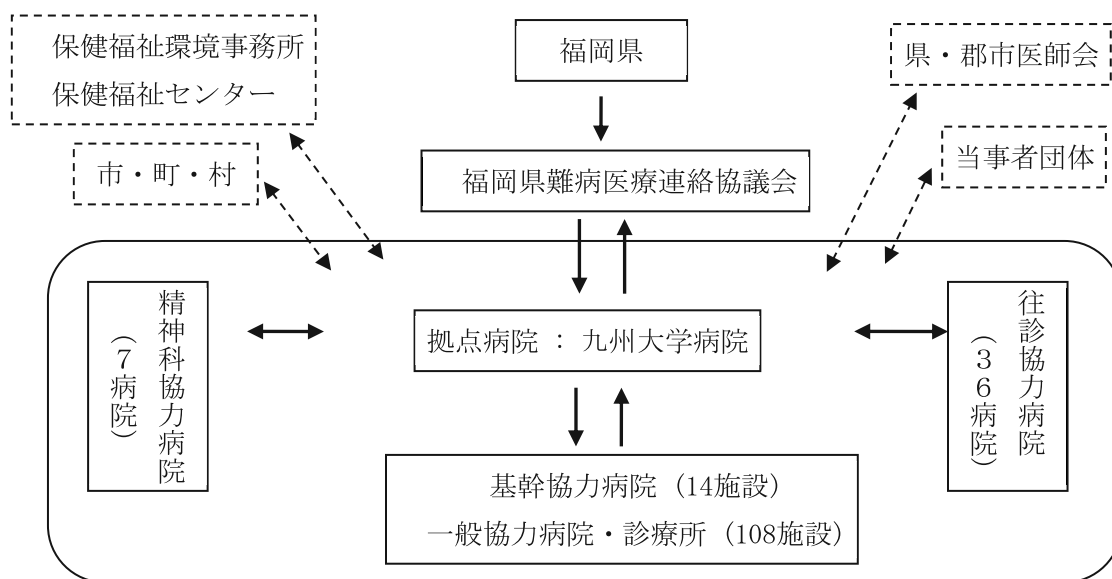 保健福祉環境事務所
保健福祉センター
福岡県
県・郡市医師会
市・町・村
福岡県難病医療連絡協議会
当事者団体
精神科協力病院
（７病院）
拠点病院 ： 九州大学病院
往診協力病院
（３６病院）
基幹協力病院（14施設）
一般協力病院・診療所（108施設）